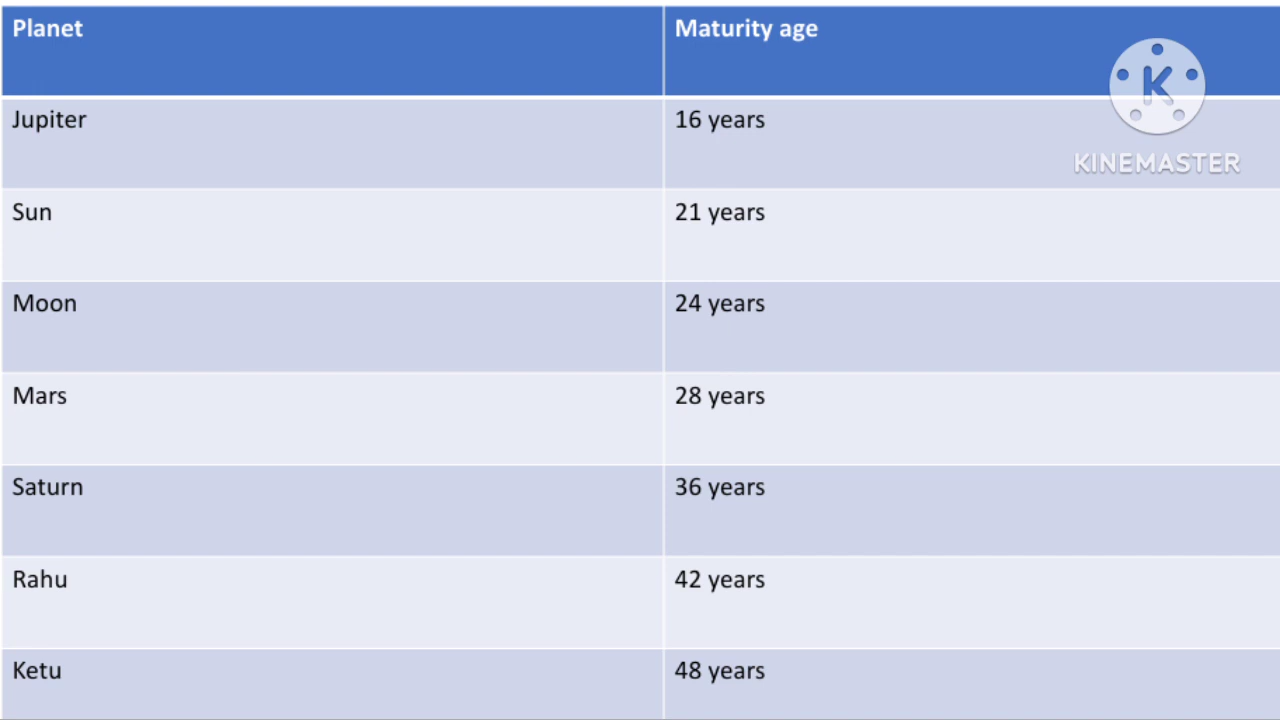 Planet Maturity age
Jupiter 16 years
K
KINEMASTER
Sun 21 years
Moon 24 years
Mars 28 years
Saturn 36 years
Rahu 42 years
Ketu 48 years